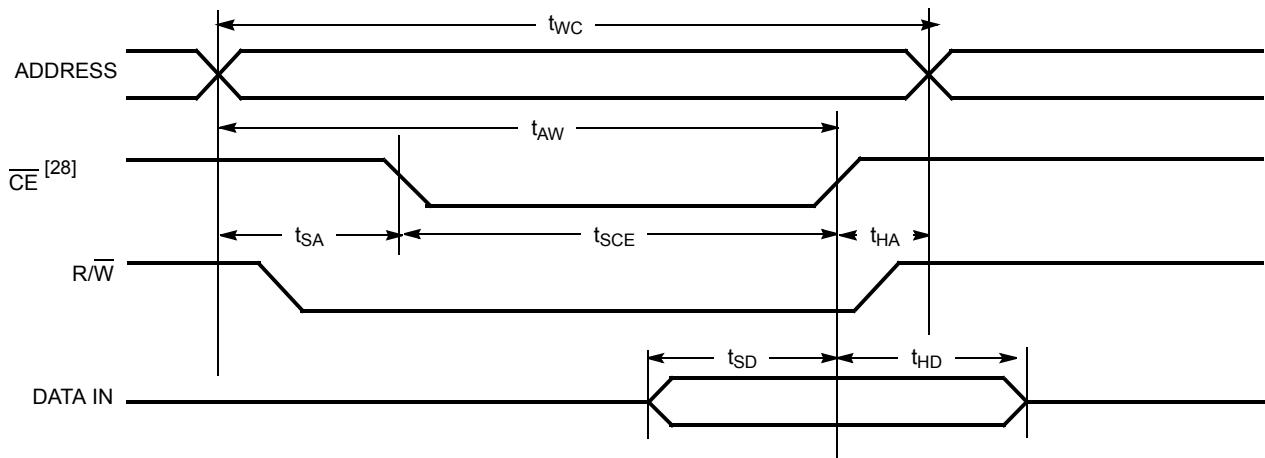 tWC
ADDRESS
tAW
CE [28]
tSA
tSCE
tHA
R/W
tSD
tHD
DATA IN